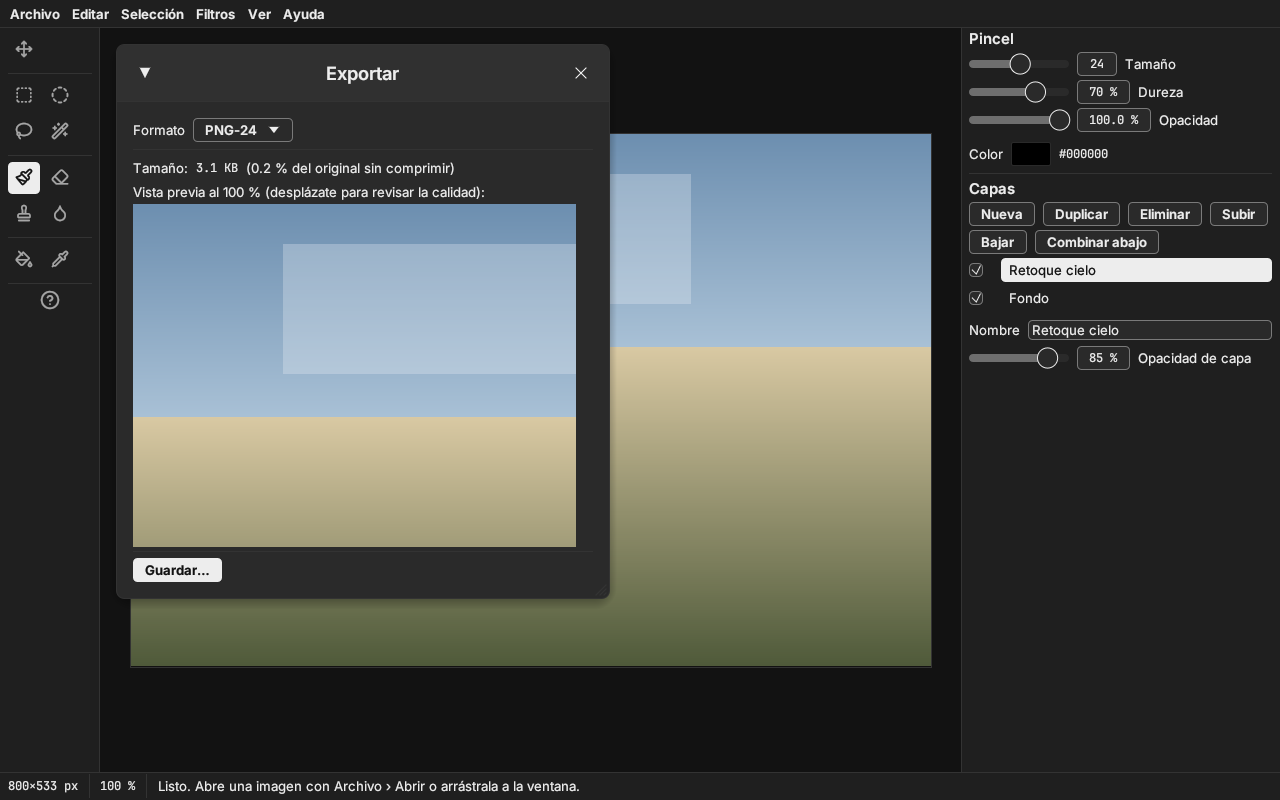 Archivo Editar Selección Filtros Ver Ayuda
Exportar
Formato PNG-24
Tamaño: 3.1 KB (0.2 % del original sin comprimir)
Vista previa al 100 % (desplázate para revisar la calidad):
Guardar...
Pincel
24 Tamaño
70 % Dureza
100.0 % Opacidad
Color #000000
Capas
Nueva Duplicar Eliminar Subir
Bajar Combinar abajo
Retoque cielo
Fondo
Nombre Retoque cielo
85 % Opacidad de capa
800×533 px 100 % Listo. Abre una imagen con Archivo › Abrir o arrástrala a la ventana.